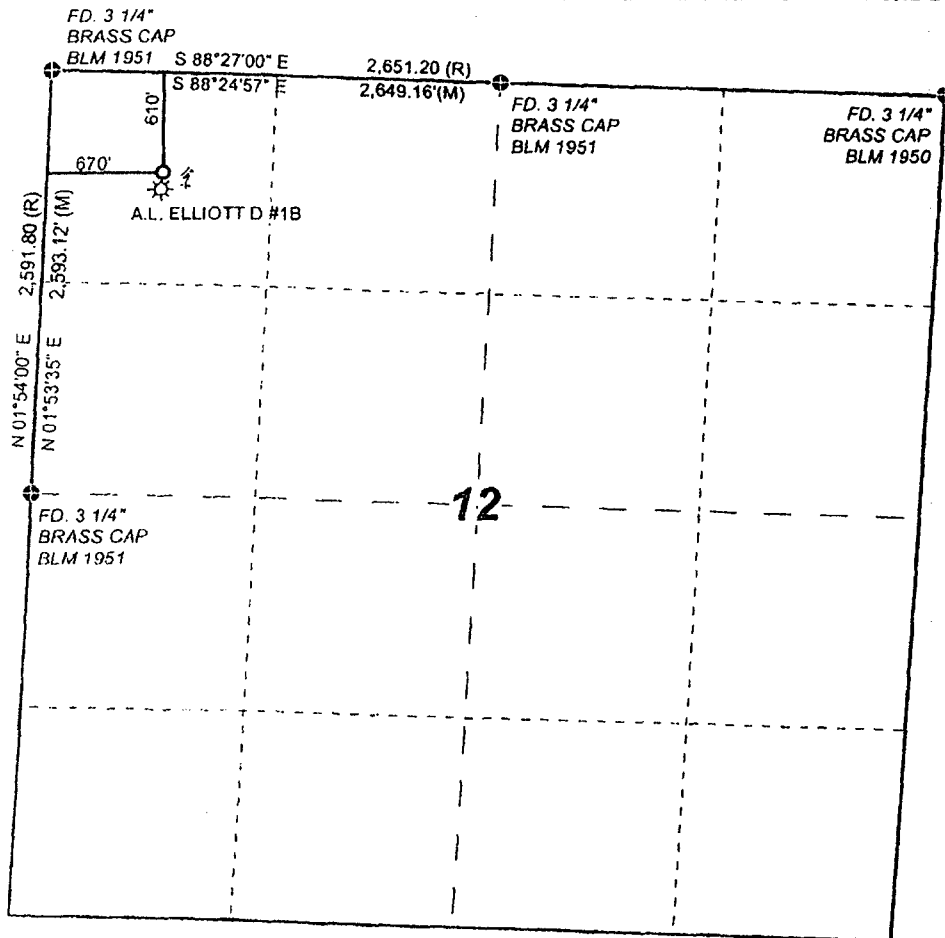 FD. 3 1/4"
BRASS CAP
BLM 1951
S 88°27'00" E
2,651.20 (R)
S 88°24'57" E
2,649.16'(M)
FD. 3 1/4"
BRASS CAP
BLM 1951
FD. 3 1/4"
BRASS CAP
BLM 1950
610'
670'
A.L. ELLIOTT D #1B
N 01°54'00" E
2,591.80 (R)
N 01°53'35" E
2,593.12' (M)
12
FD. 3 1/4"
BRASS CAP
BLM 1951